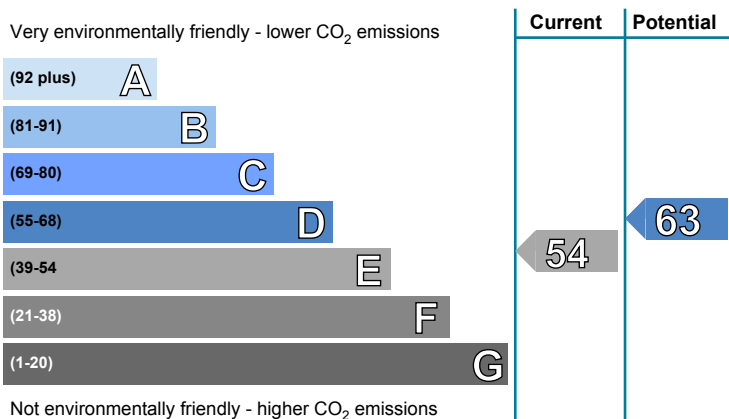 Current Potential
Very environmentally friendly - lower CO2 emissions
(92 plus) A
(81-91) B
(69-80) C
(55-68) D
63
(39-54 E
54
(21-38) F
(1-20) G
Not environmentally friendly - higher CO2 emissions